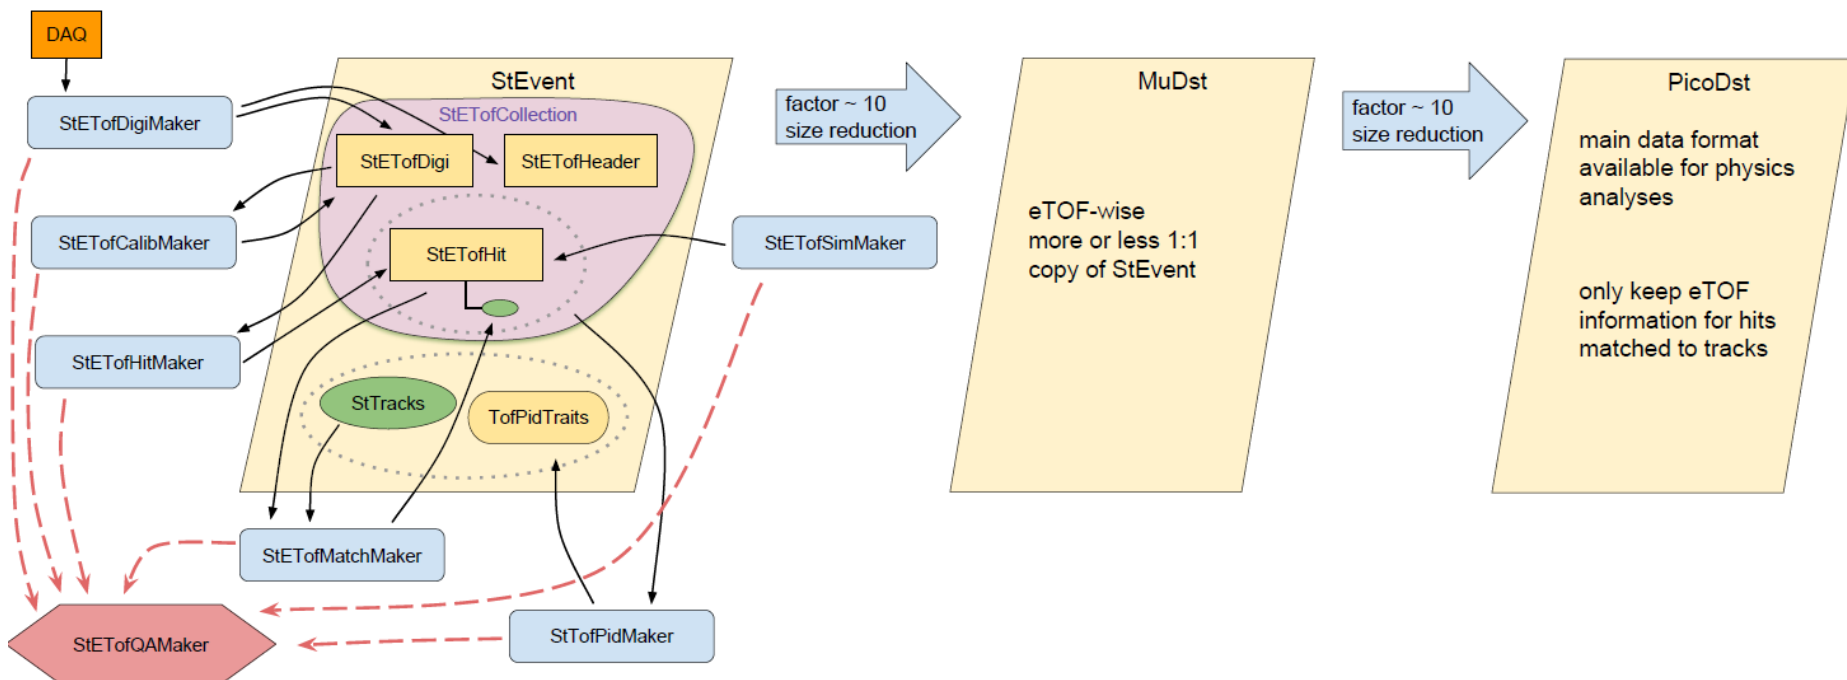 DAQ
StETofDigiMaker
StETofCalibMaker
StETofHitMaker
StEvent
StETofCollection
StETofDigi
StETofHeader
StETofHit
StTracks
TofPidTraits
StETofSimMaker
StETofMatchMaker
StTofPidMaker
StETofQAMaker
factor ~ 10
size reduction
MuDst
eTOF-wise
more or less 1:1
copy of StEvent
factor ~ 10
size reduction
PicoDst
main data format
available for physics
analyses
only keep eTOF
information for hits
matched to tracks